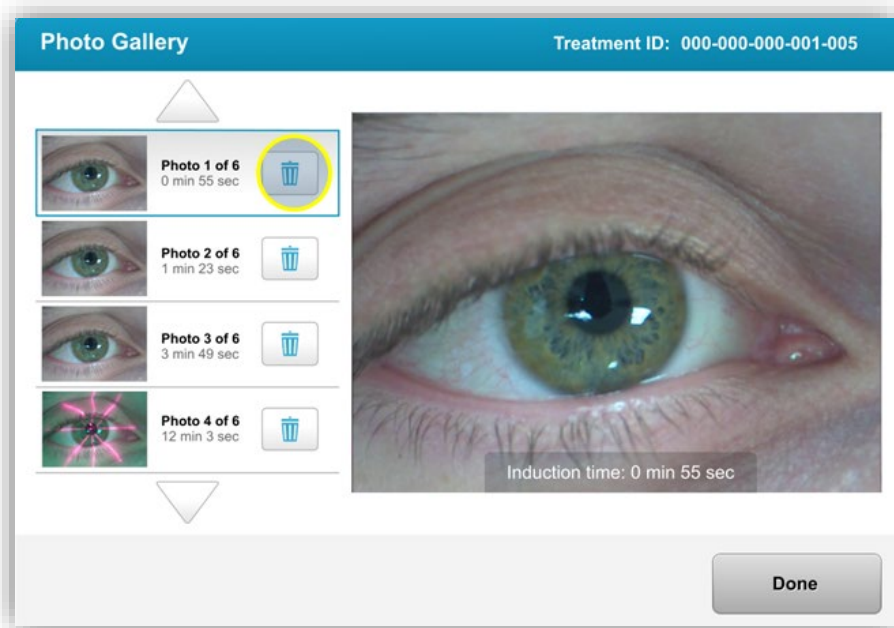 Photo Gallery
Treatment ID: 000-000-000-001-005
Photo 1 of 6
0 min 55 sec
Photo 2 of 6
1 min 23 sec
Photo 3 of 6
3 min 49 sec
Photo 4 of 6
12 min 3 sec
Induction time: 0 min 55 sec
Done